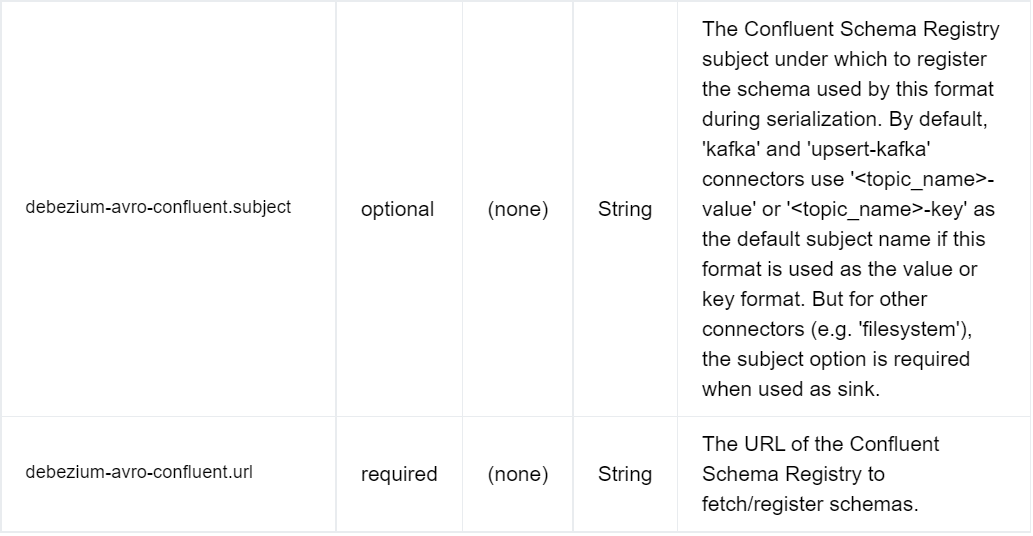 debezium-avro-confluent.subject
optional
(none)
String
The Confluent Schema Registry
subject under which to register
the schema used by this format
during serialization. By default,
'kafka' and 'upsert-kafka'
connectors use '<topic_name>-
value' or '<topic_name>-key' as
the default subject name if this
format is used as the value or
key format. But for other
connectors (e.g. 'filesystem'),
the subject option is required
when used as sink.
debezium-avro-confluent.url
required
(none)
String
The URL of the Confluent
Schema Registry to
fetch/register schemas.